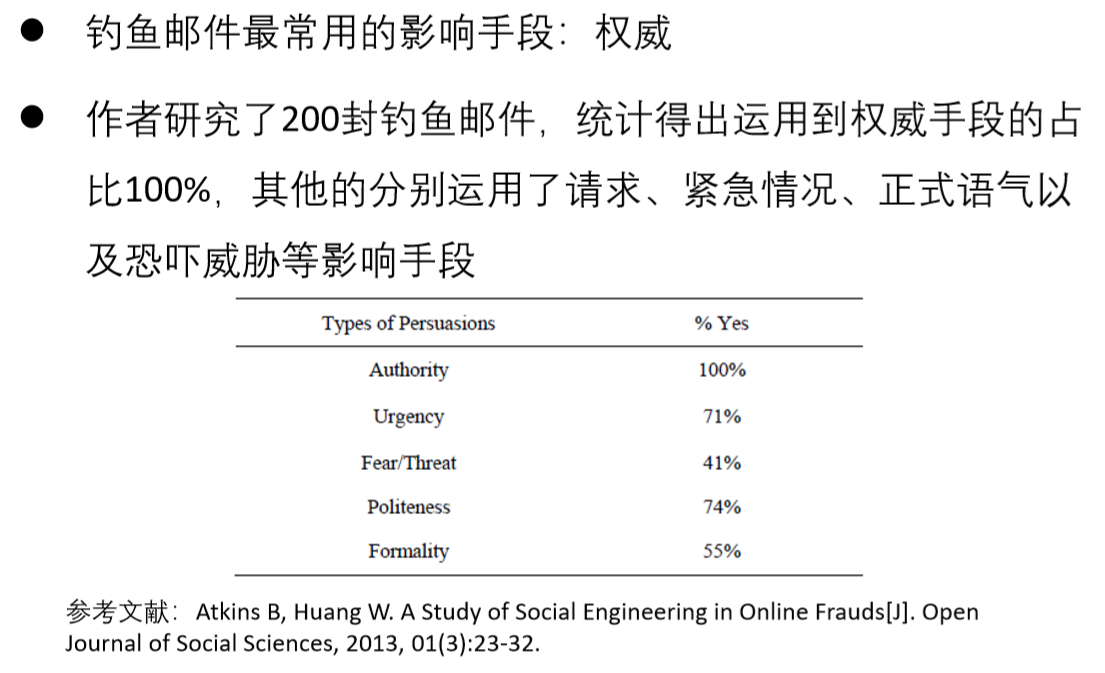 ● 钓鱼邮件最常用的影响手段：权威
● 作者研究了200封钓鱼邮件，统计得出运用到权威手段的占
比100%，其他的分别运用了请求、紧急情况、正式语气以
及恐吓威胁等影响手段
Types of Persuasions % Yes
Authority 100%
Urgency 71%
Fear/Threat 41%
Politeness 74%
Formality 55%
参考文献：Atkins B, Huang W. A Study of Social Engineering in Online Frauds[J]. Open
Journal of Social Sciences, 2013, 01(3):23-32.